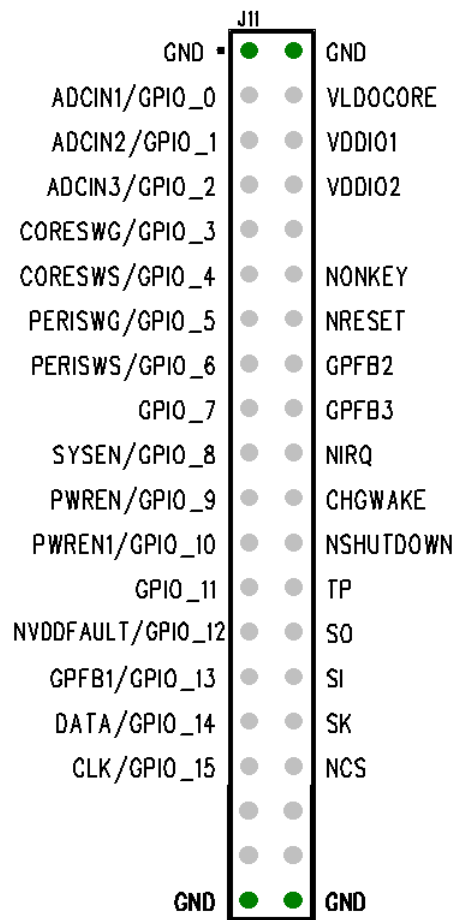 J11
GND GND
ADCIN1/GPIO_0 VLDOCORE
ADCIN2/GPIO_1 VDDIO1
ADCIN3/GPIO_2 VDDIO2
CORESWG/GPIO_3
CORESWS/GPIO_4 NONKEY
PERISWG/GPIO_5 NRESET
PERISWS/GPIO_6 GPFB2
GPIO_7 GPFB3
SYSEN/GPIO_8 NIRQ
PWREN/GPIO_9 CHGWAKE
PWREN1/GPIO_10 NSHUTDOWN
GPIO_11 TP
NVDDFAULT/GPIO_12 SO
GPFB1/GPIO_13 SI
DATA/GPIO_14 SK
CLK/GPIO_15 NCS
GND GND